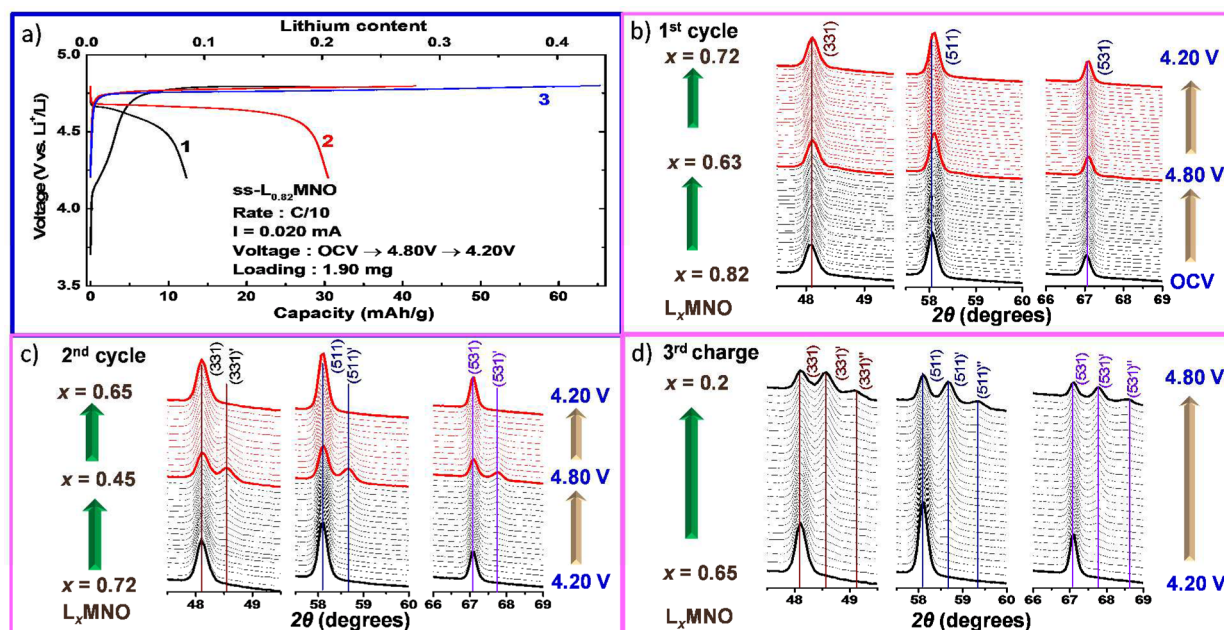 a)
Lithium content
0.0 0.1 0.2 0.3 0.4
5.0
4.5
4.0
3.5
Voltage (V vs. Li⁺/Li)
1
2
3
ss-L₀.₈₂MNO
Rate : C/10
I = 0.020 mA
Voltage : OCV → 4.80V → 4.20V
Loading : 1.90 mg
0 10 20 30 40 50 60
Capacity (mAh/g)
b) 1ˢᵗ cycle
(331) (511) (531)
x = 0.72
x = 0.63
x = 0.82
LₓMNO
4.20 V
4.80 V
OCV
48 49 58 59 60 66 67 68 69
2θ (degrees)
c) 2ⁿᵈ cycle
(331) (331)' (511) (511)' (531) (531)'
x = 0.65
x = 0.45
x = 0.72
LₓMNO
4.20 V
4.80 V
4.20 V
48 49 58 59 60 66 67 68 69
2θ (degrees)
d) 3ʳᵈ charge
(331) (331)' (331)" (511) (511)' (511)" (531) (531)' (531)"
x = 0.2
x = 0.65
LₓMNO
4.80 V
4.20 V
48 49 58 59 60 66 67 68 69
2θ (degrees)